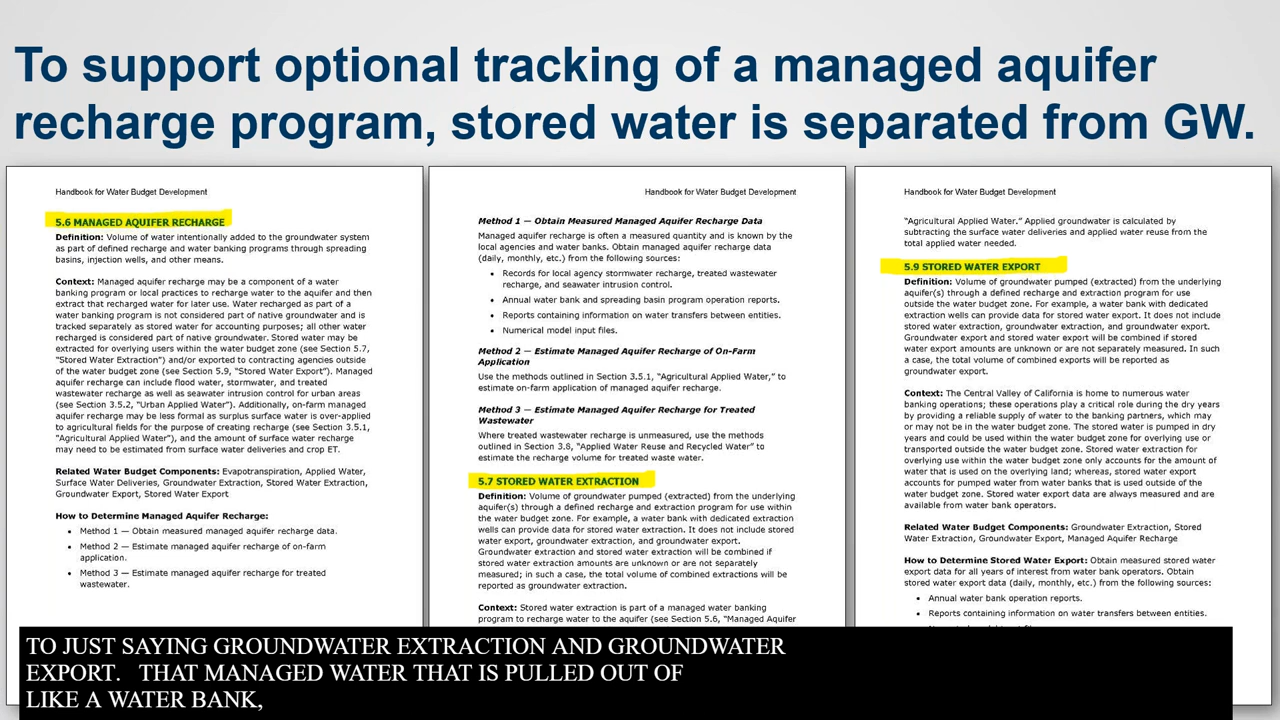 To support optional tracking of a managed aquifer
recharge program, stored water is separated from GW.
Handbook for Water Budget Development
5.6 MANAGED AQUIFER RECHARGE
Definition: Volume of water intentionally added to the groundwater system
as part of defined recharge and water banking programs through spreading
basins, injection wells, and other means.
Context: Managed aquifer recharge may be a component of a water
banking program or local practices to recharge water to the aquifer and then
extract that recharged water for later use. Water recharged as part of a
water banking program is not considered part of native groundwater and is
tracked separately as stored water for accounting purposes; all other water
recharged is considered part of native groundwater. Stored water may be
extracted for overlying users within the water budget zone (see Section 5.7,
“Stored Water Extraction”) and/or exported to contracting agencies outside
of the water budget zone (see Section 5.9, “Stored Water Export”). Managed
aquifer recharge can include flood water, stormwater, and treated
wastewater recharge as well as seawater intrusion control for urban areas
(see Section 3.5.2, “Urban Applied Water”). Additionally, on-farm managed
aquifer recharge may be less formal as surplus surface water is over-applied
to agricultural fields for the purpose of creating recharge (see Section 3.5.1,
“Agricultural Applied Water”), and the amount of surface water recharge
may need to be estimated from surface water deliveries and crop ET.
Related Water Budget Components: Evapotranspiration, Applied Water,
Surface Water Deliveries, Groundwater Extraction, Stored Water Extraction,
Groundwater Export, Stored Water Export
How to Determine Managed Aquifer Recharge:
• Method 1 — Obtain measured managed aquifer recharge data.
• Method 2 — Estimate managed aquifer recharge of on-farm
application.
• Method 3 — Estimate managed aquifer recharge for treated
wastewater.
Handbook for Water Budget Development
Method 1 — Obtain Measured Managed Aquifer Recharge Data
Managed aquifer recharge is often a measured quantity and is known by the
local agencies and water banks. Obtain managed aquifer recharge data
(daily, monthly, etc.) from the following sources:
• Records for local agency stormwater recharge, treated wastewater
recharge, and seawater intrusion control.
• Annual water bank and spreading basin program operation reports.
• Reports containing information on water transfers between entities.
• Numerical model input files.
Method 2 — Estimate Managed Aquifer Recharge of On-Farm
Application
Use the methods outlined in Section 3.5.1, “Agricultural Applied Water,” to
estimate on-farm application of managed aquifer recharge.
Method 3 — Estimate Managed Aquifer Recharge for Treated
Wastewater
Where treated wastewater recharge is unmeasured, use the methods
outlined in Section 3.8, “Applied Water Reuse and Recycled Water” to
estimate the recharge volume for treated waste water.
5.7 STORED WATER EXTRACTION
Definition: Volume of groundwater pumped (extracted) from the underlying
aquifer(s) through a defined recharge and extraction program for use within
the water budget zone. For example, a water bank with dedicated extraction
wells can provide data for stored water extraction. It does not include stored
water export, groundwater extraction, and groundwater export.
Groundwater extraction and stored water extraction will be combined if
stored water extraction amounts are unknown or are not separately
measured; in such a case, the total volume of combined extractions will be
reported as groundwater extraction.
Context: Stored water extraction is part of a managed water banking
program to recharge water to the aquifer (see Section 5.6, “Managed Aquifer
Handbook for Water Budget Development
“Agricultural Applied Water.” Applied groundwater is calculated by
subtracting the surface water deliveries and applied water reuse from the
total applied water needed.
5.9 STORED WATER EXPORT
Definition: Volume of groundwater pumped (extracted) from the underlying
aquifer(s) through a defined recharge and extraction program for use
outside the water budget zone. For example, a water bank with dedicated
extraction wells can provide data for stored water export. It does not include
stored water extraction, groundwater extraction, and groundwater export.
Groundwater export and stored water export will be combined if stored
water export amounts are unknown or are not separately measured. In such
a case, the total volume of combined exports will be reported as
groundwater export.
Context: The Central Valley of California is home to numerous water
banking operations; these operations play a critical role during the dry years
by providing a reliable supply of water to the banking partners, which may
or may not be in the water budget zone. The stored water is pumped in dry
years and could be used within the water budget zone for overlying use or
transported outside the water budget zone. Stored water extraction for
overlying use within the water budget zone only accounts for the amount of
water that is used on the overlying land; whereas, stored water export
accounts for pumped water from water banks that is used outside of the
water budget zone. Stored water export data are always measured and are
available from water bank operators.
Related Water Budget Components: Groundwater Extraction, Stored
Water Extraction, Groundwater Export, Managed Aquifer Recharge
How to Determine Stored Water Export: Obtain measured stored water
export data for all years of interest from water bank operators. Obtain
stored water export data (daily, monthly, etc.) from the following sources:
• Annual water bank operation reports.
• Reports containing information on water transfers between entities.
TO JUST SAYING GROUNDWATER EXTRACTION AND GROUNDWATER
EXPORT. THAT MANAGED WATER THAT IS PULLED OUT OF
LIKE A WATER BANK,